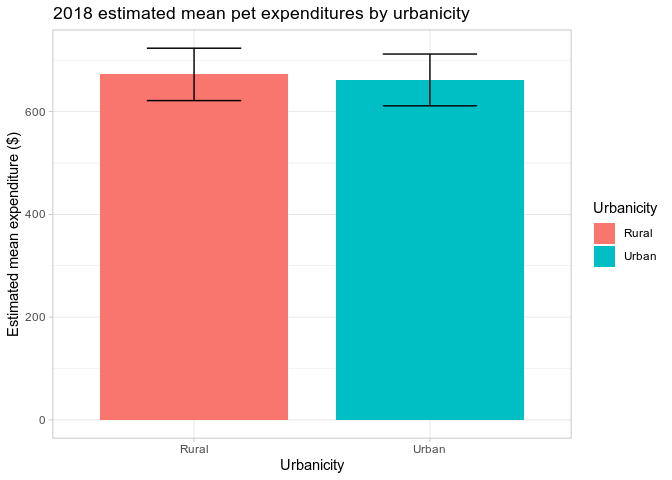 2018 estimated mean pet expenditures by urbanicity
Estimated mean expenditure ($)
600
400
200
0
Rural
Urban
Urbanicity
Urbanicity
Rural
Urban